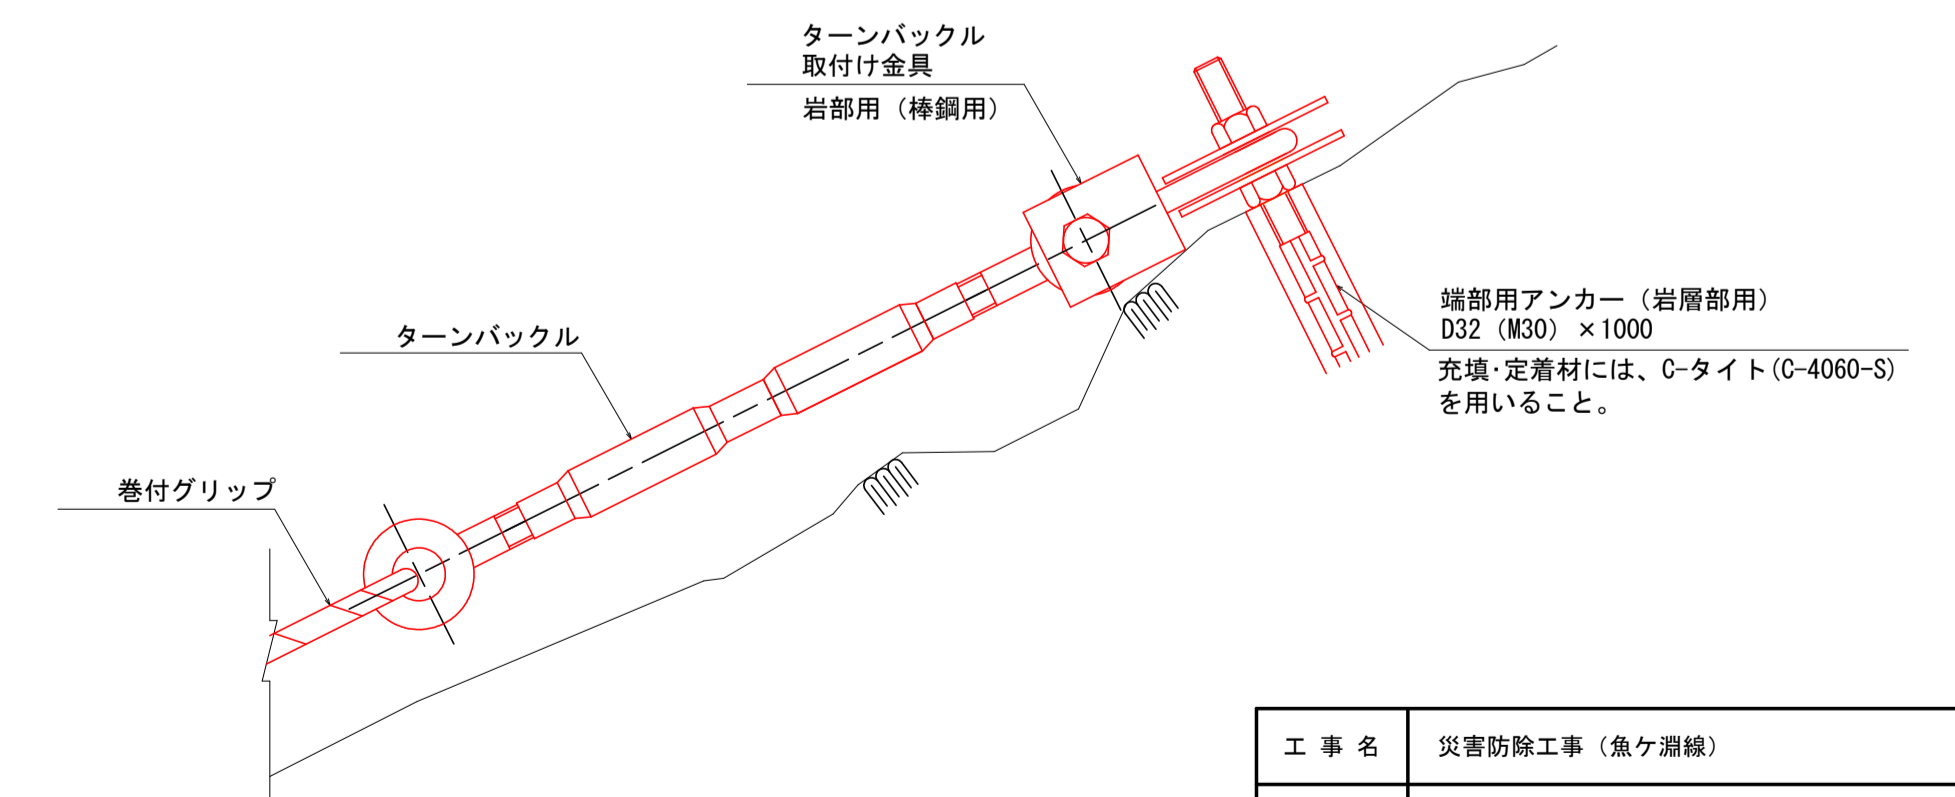 ターンバックル
取付け金具
岩部用（棒鋼用）
ターンバックル
巻付グリップ
端部用アンカー（岩層部用）
D32（M30）×1000
充填・定着材には、C-タイト(C-4060-S)
を用いること。
工 事 名
災害防除工事（魚ケ淵線）